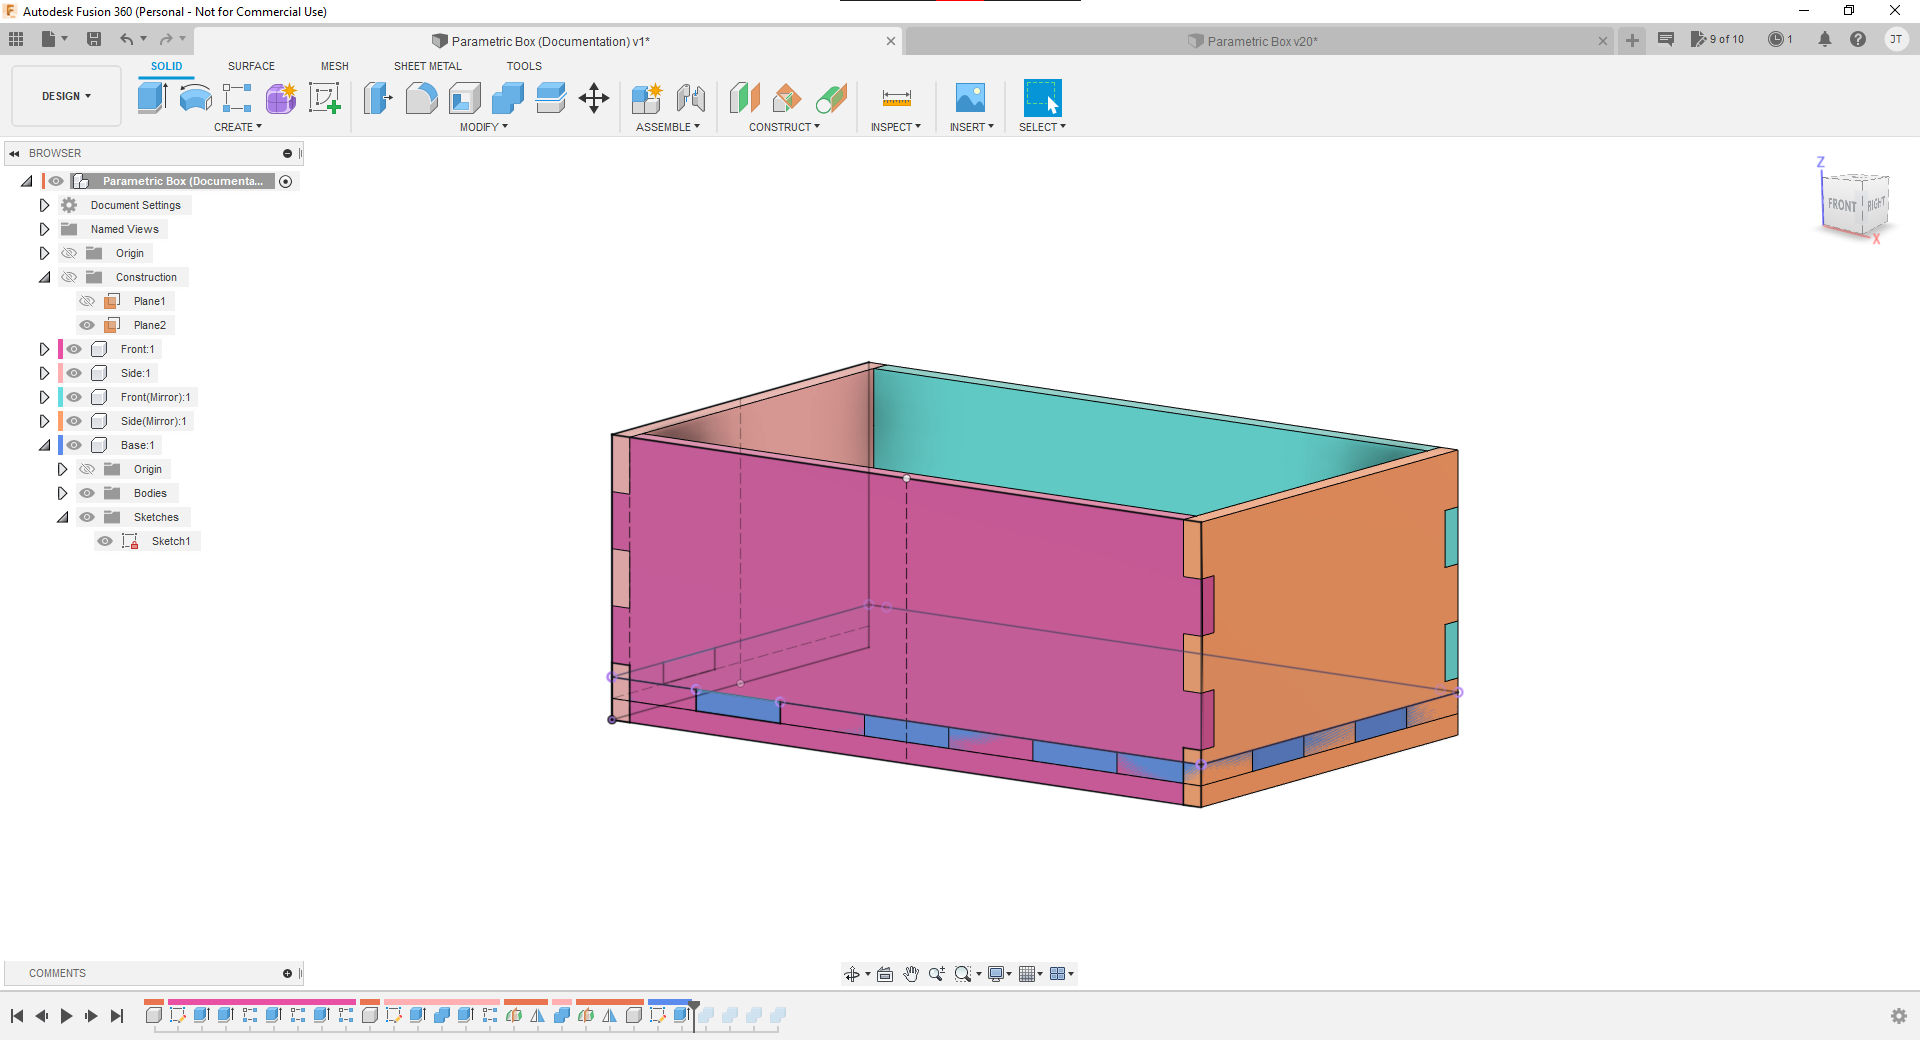 Autodesk Fusion 360 (Personal - Not for Commercial Use)
Parametric Box (Documentation) v1*
Parametric Box v20*
9 of 10
1
JT
DESIGN
SOLID
SURFACE
MESH
SHEET METAL
TOOLS
CREATE
MODIFY
ASSEMBLE
CONSTRUCT
INSPECT
INSERT
SELECT
BROWSER
Parametric Box (Documenta...
Document Settings
Named Views
Origin
Construction
Plane1
Plane2
Front:1
Side:1
Front(Mirror):1
Side(Mirror):1
Base:1
Origin
Bodies
Sketches
Sketch1
Z
FRONT
RIGHT
X
COMMENTS